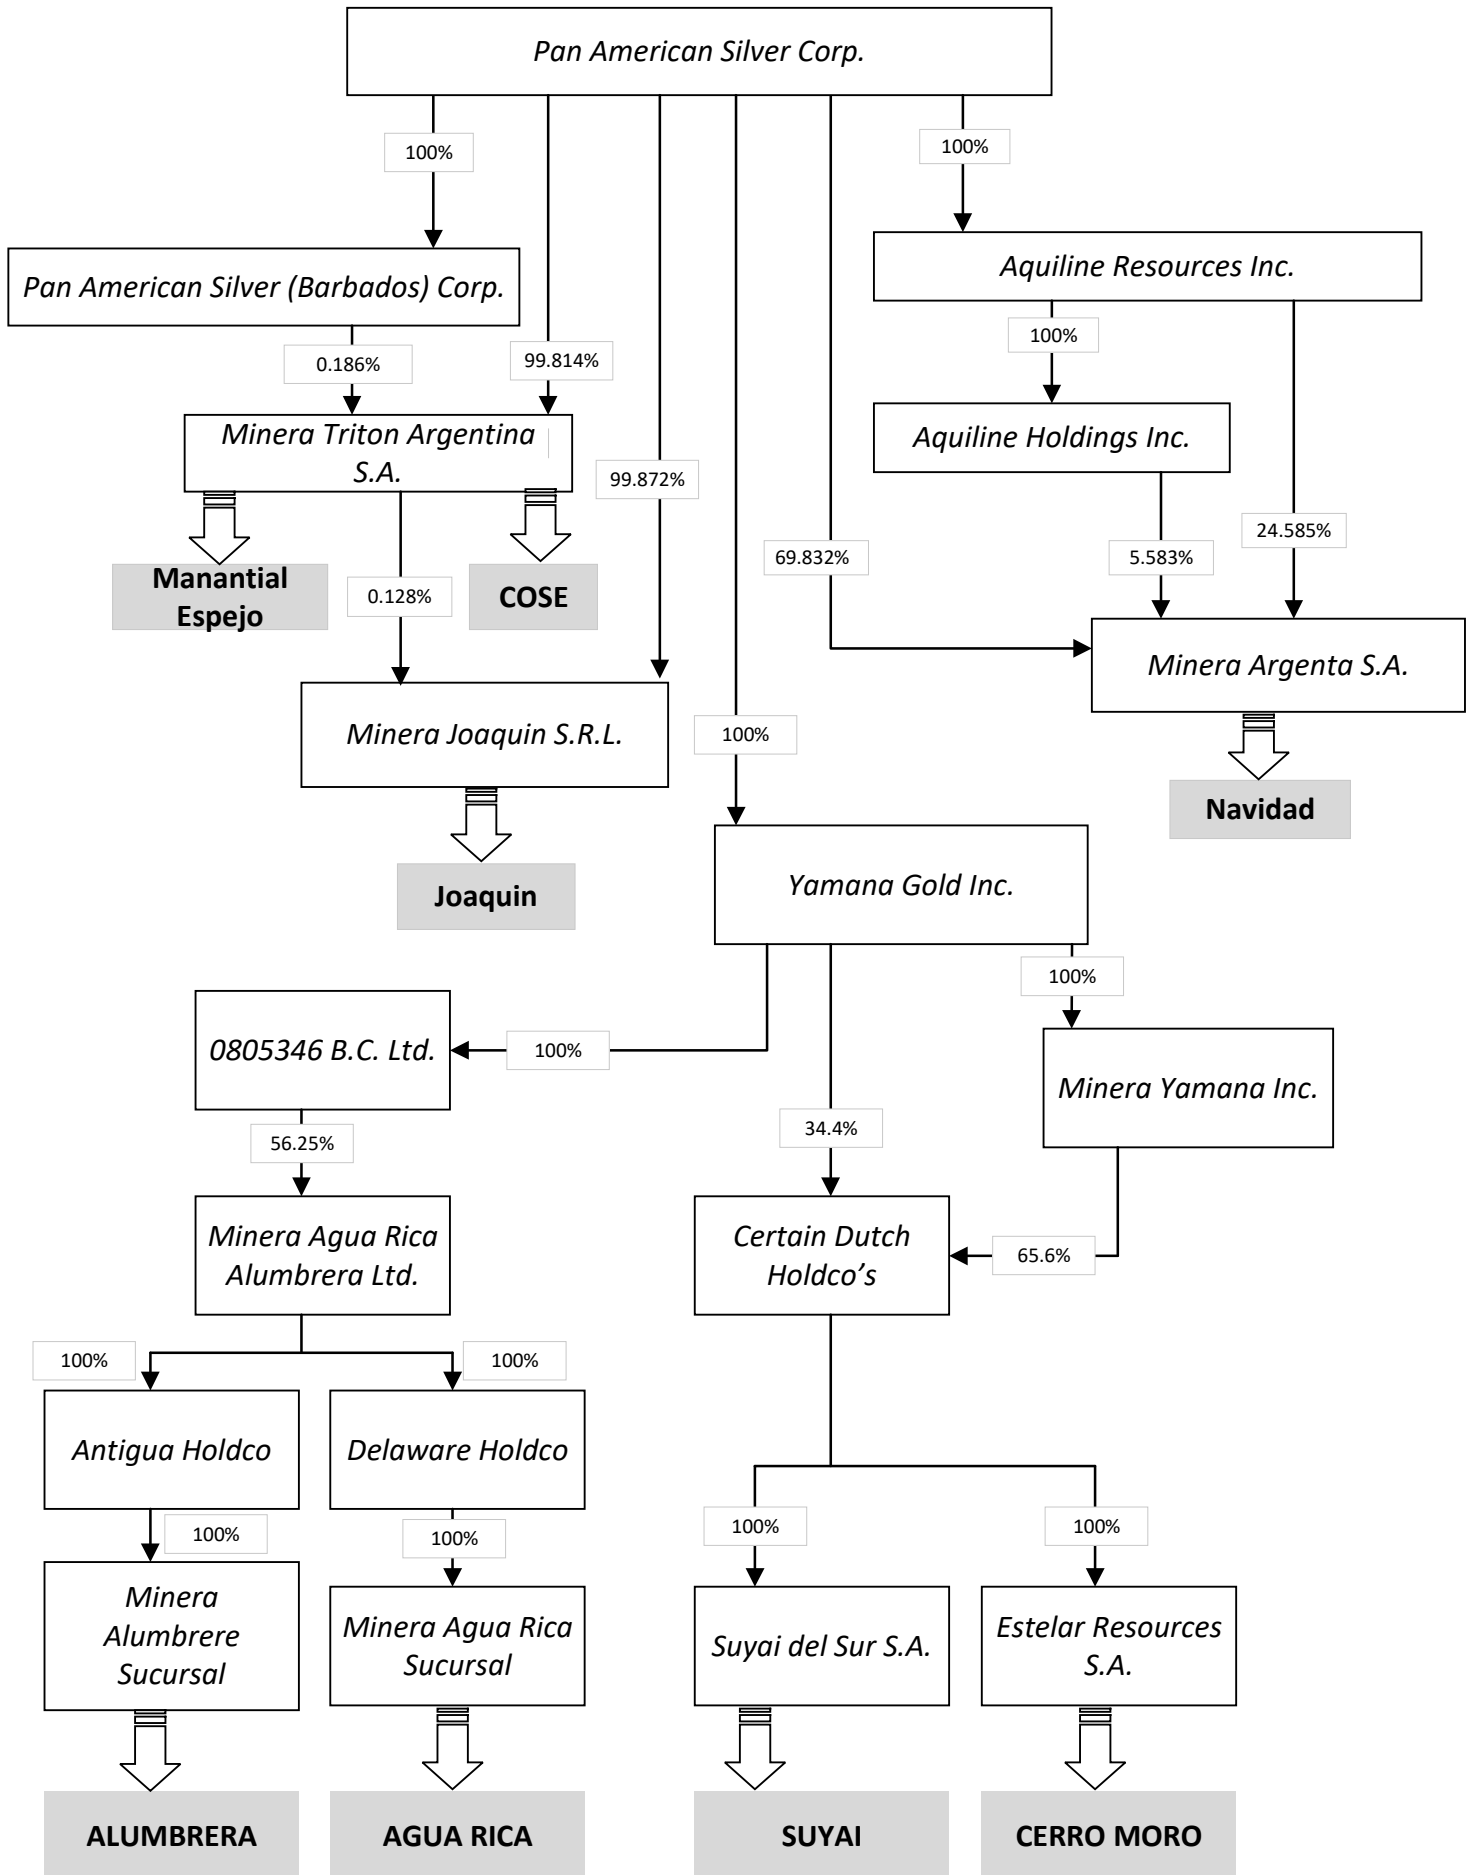 Pan American Silver Corp.
100%
100%
Pan American Silver (Barbados) Corp.
Aquiline Resources Inc.
0.186%
99.814%
100%
Minera Triton Argentina
S.A.
Aquiline Holdings Inc.
99.872%
69.832%
5.583%
24.585%
Manantial
Espejo
0.128%
COSE
Minera Argenta S.A.
Minera Joaquin S.R.L.
100%
Navidad
Joaquin
Yamana Gold Inc.
100%
0805346 B.C. Ltd.
100%
Minera Yamana Inc.
56.25%
34.4%
Minera Agua Rica
Alumbrera Ltd.
Certain Dutch
Holdco’s
65.6%
100%
100%
Antigua Holdco
Delaware Holdco
100%
100%
100%
100%
Minera
Alumbrere
Sucursal
Minera Agua Rica
Sucursal
Suyai del Sur S.A.
Estelar Resources
S.A.
ALUMBRERA
AGUA RICA
SUYAI
CERRO MORO